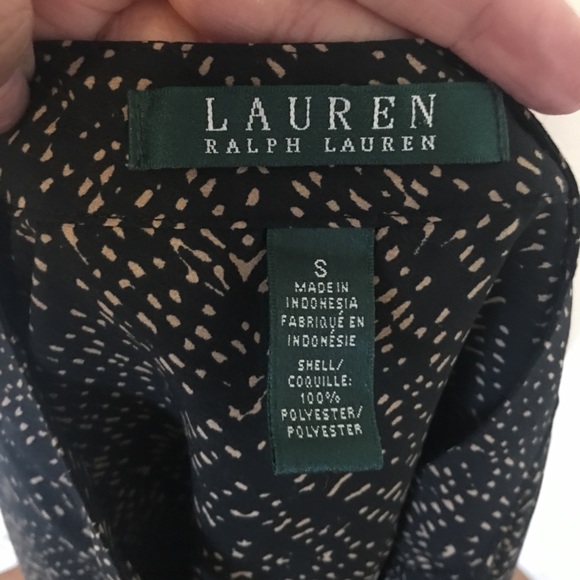 LAUREN
RALPH LAUREN
S
MADE IN
INDONESIA
FABRIQUÉ EN
INDONÉSIE
SHELL/
COQUILLE:
100%
POLYESTER/
POLYESTER